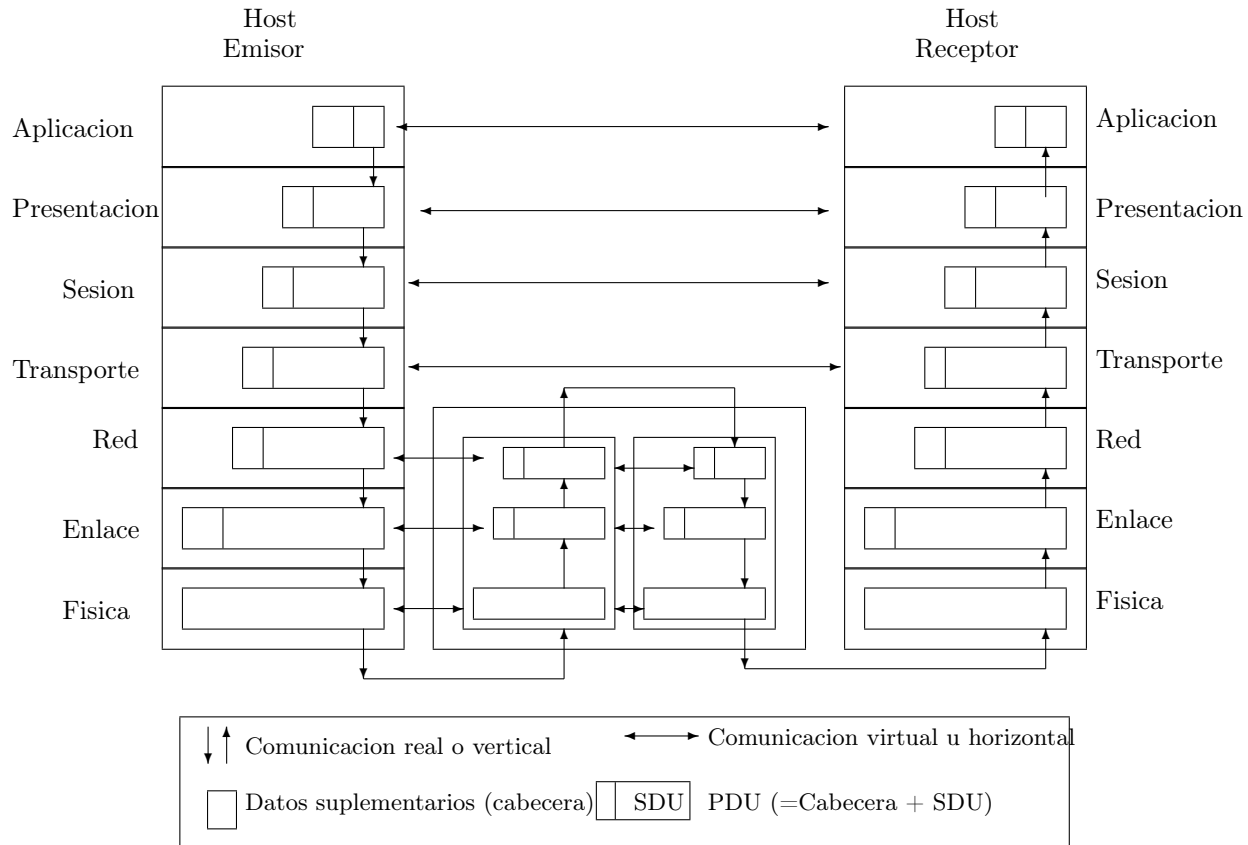 Host
Emisor
Host
Receptor
Aplicacion
Aplicacion
Presentacion
Presentacion
Sesion
Sesion
Transporte
Transporte
Red
Red
Enlace
Enlace
Fisica
Fisica
Comunicacion real o vertical
Comunicacion virtual u horizontal
Datos suplementarios (cabecera)
SDU
PDU (=Cabecera + SDU)